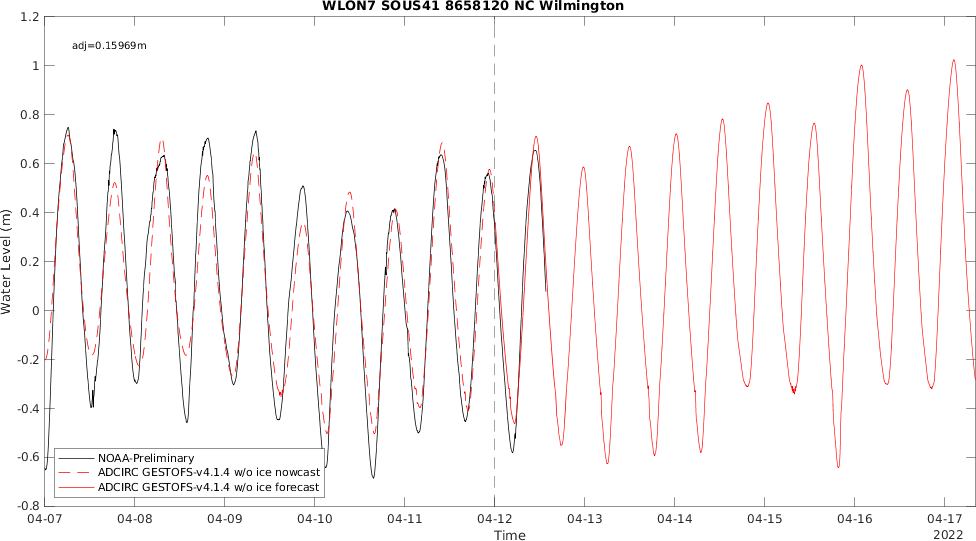 WLON7 SOUS41 8658120 NC Wilmington
adj=0.15969m
Water Level (m)
1.2
1
0.8
0.6
0.4
0.2
0
-0.2
-0.4
-0.6
-0.8
NOAA-Preliminary
ADCIRC GESTOFS-v4.1.4 w/o ice nowcast
ADCIRC GESTOFS-v4.1.4 w/o ice forecast
04-07 04-08 04-09 04-10 04-11 04-12 04-13 04-14 04-15 04-16 04-17
Time
2022